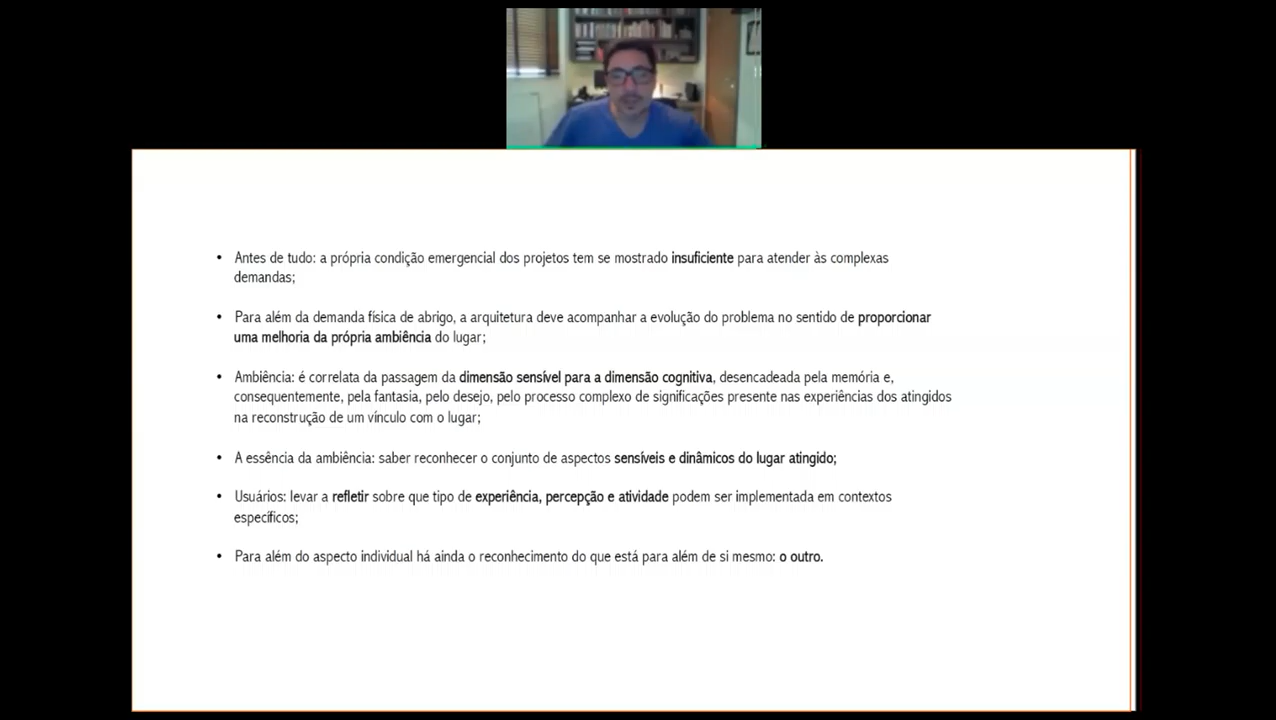 • Antes de tudo: a própria condição emergencial dos projetos tem se mostrado insuficiente para atender às complexas
demandas;
• Para além da demanda física de abrigo, a arquitetura deve acompanhar a evolução do problema no sentido de proporcionar
uma melhoria da própria ambiência do lugar;
• Ambiência: é correlata da passagem da dimensão sensível para a dimensão cognitiva, desencadeada pela memória e,
consequentemente, pela fantasia, pelo desejo, pelo processo complexo de significações presente nas experiências dos atingidos
na reconstrução de um vínculo com o lugar;
• A essência da ambiência: saber reconhecer o conjunto de aspectos sensíveis e dinâmicos do lugar atingido;
• Usuários: levar a refletir sobre que tipo de experiência, percepção e atividade podem ser implementada em contextos
específicos;
• Para além do aspecto individual há ainda o reconhecimento do que está para além de si mesmo: o outro.